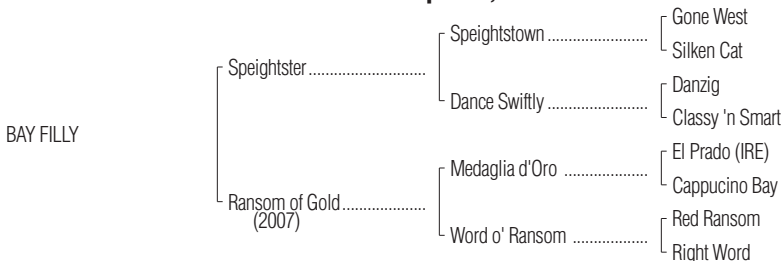 Gone West
Speightstown
Silken Cat
Speightster
Danzig
Dance Swiftly
Classy 'n Smart
BAY FILLY
El Prado (IRE)
Medaglia d'Oro
Cappucino Bay
Ransom of Gold
(2007)
Red Ransom
Word o' Ransom
Right Word